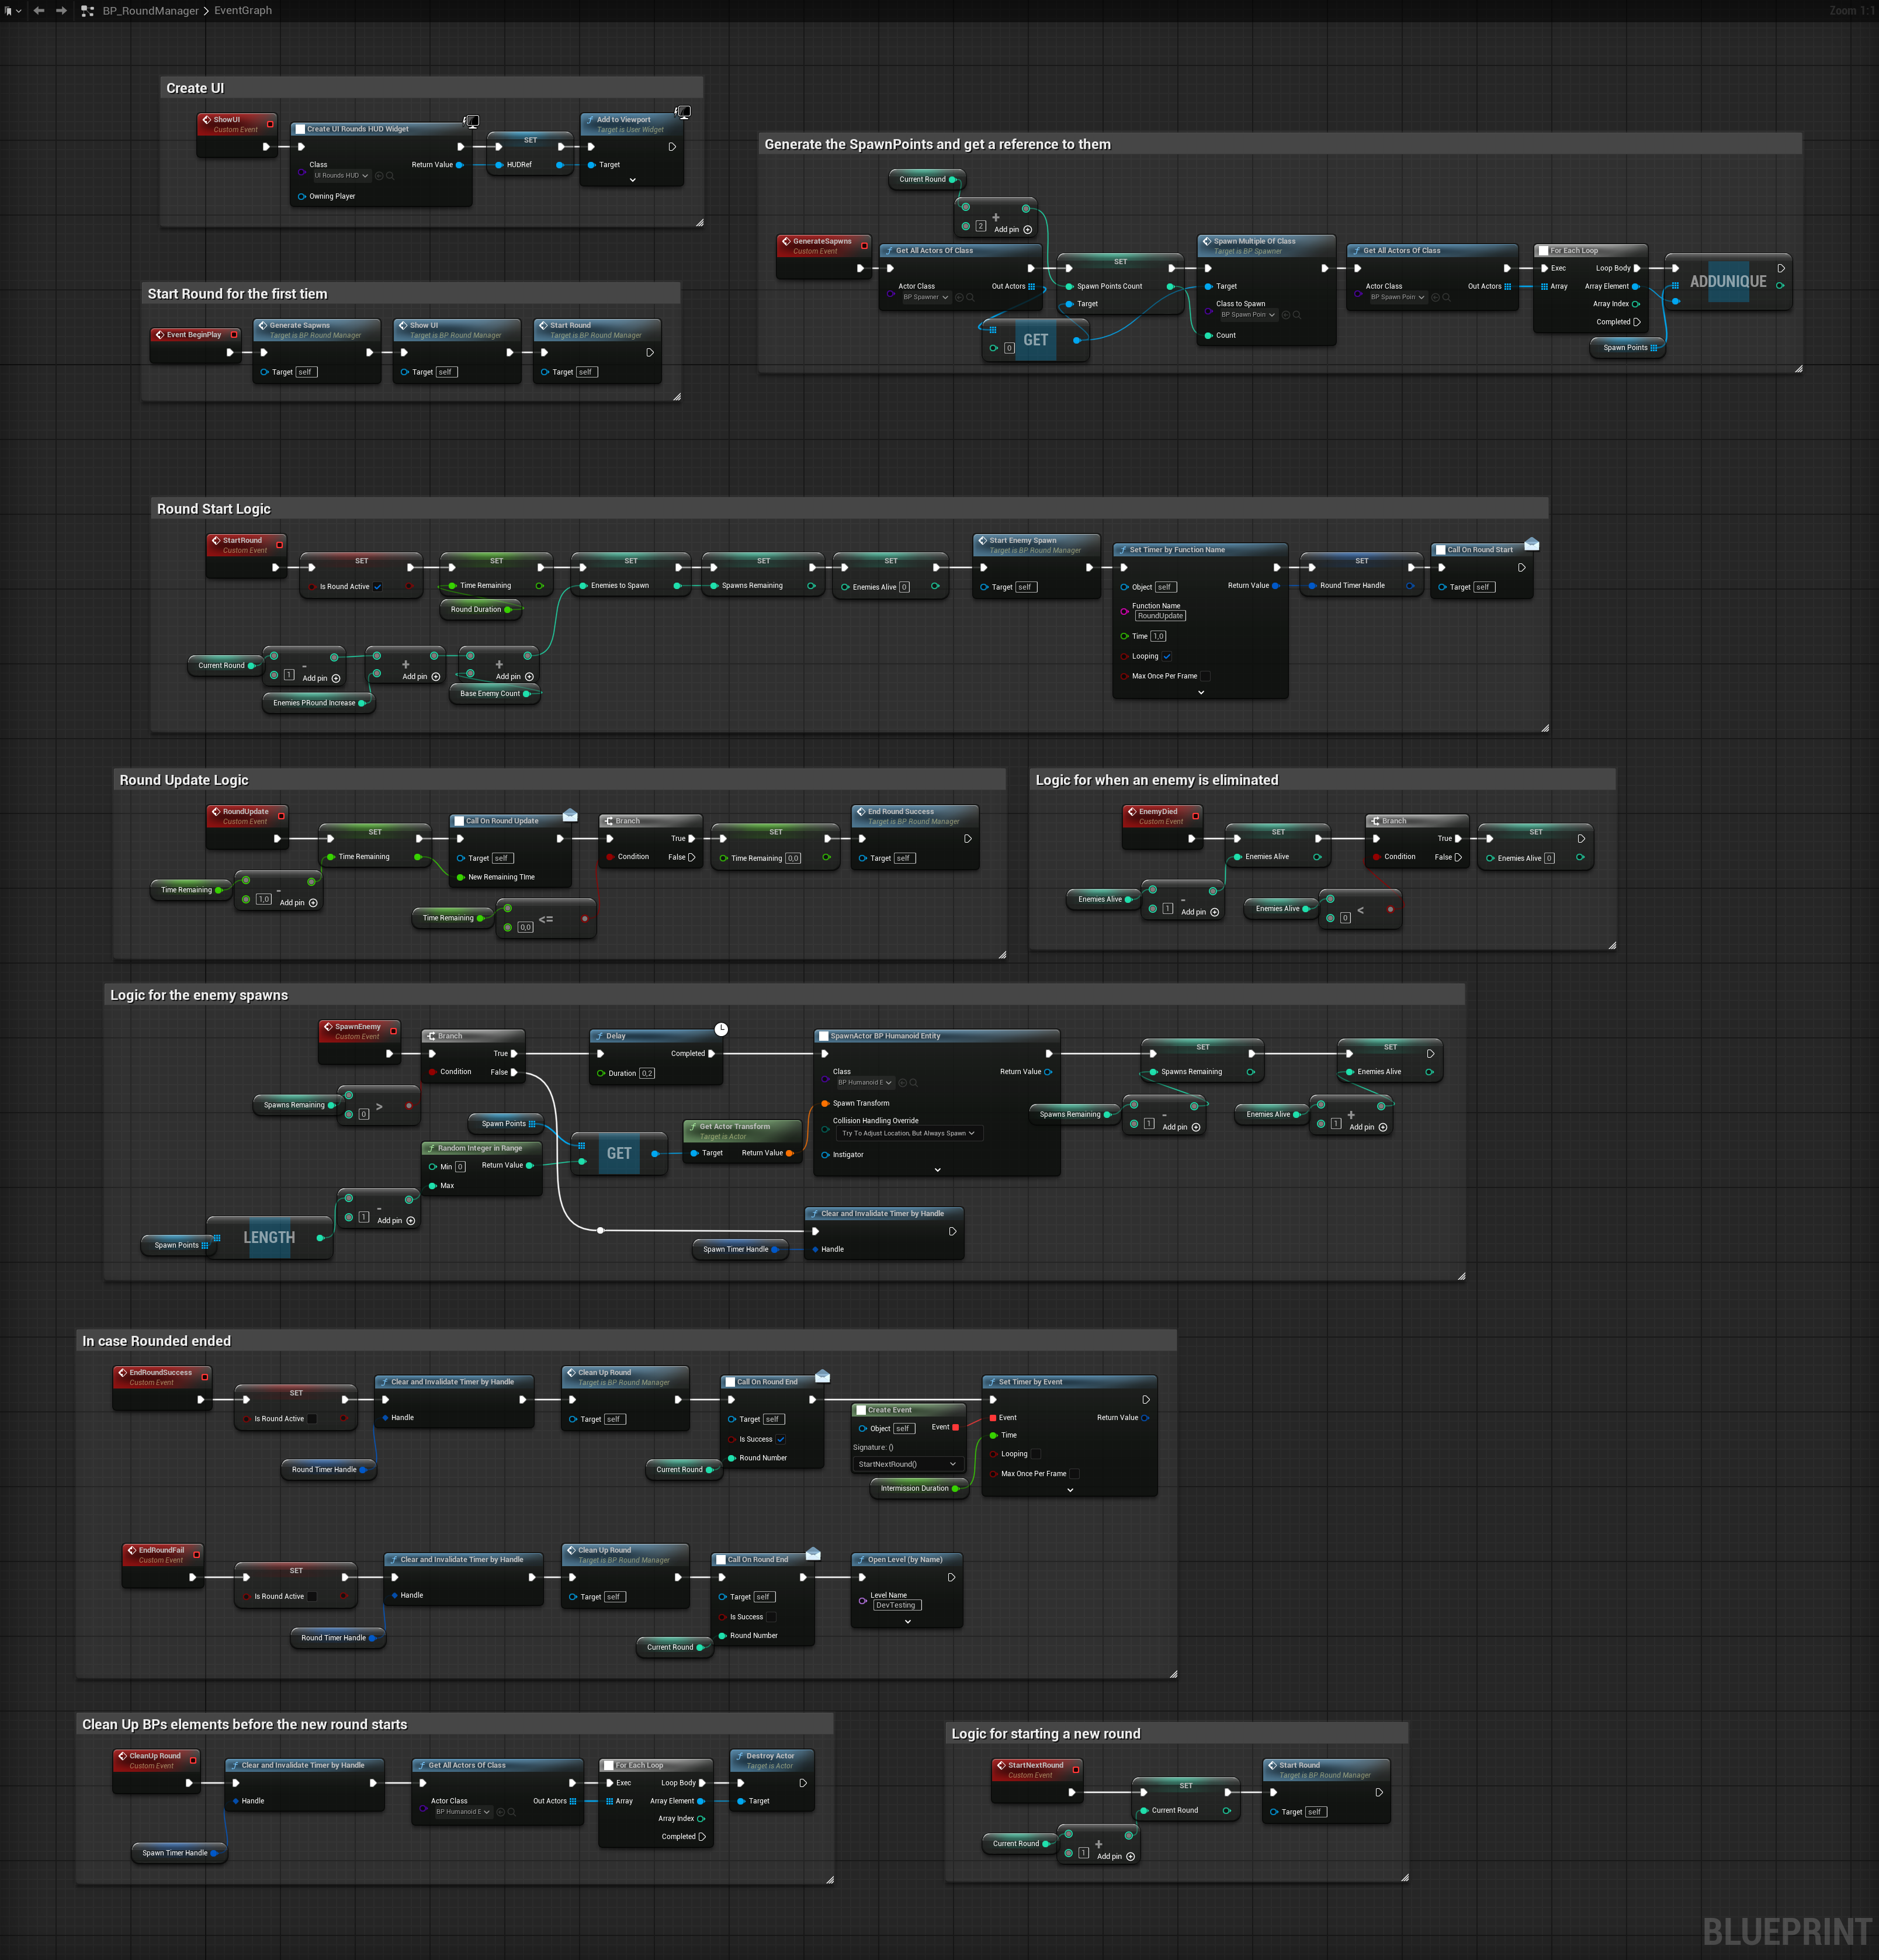 BP_RoundManager > EventGraph
Zoom 1:1
Create UI
ShowUI
Custom Event
Create UI Rounds HUD Widget
Class
UI Rounds HUD
Return Value
Owning Player
SET
HUDRef
Add to Viewport
Target is User Widget
Target
Generate the SpawnPoints and get a reference to them
Current Round
+
2
Add pin
GenerateSapwns
Custom Event
Get All Actors Of Class
Actor Class
BP Spawner
Out Actors
SET
Spawn Points Count
Target
0
GET
Spawn Multiple Of Class
Target is BP Spawner
Target
Class to Spawn
BP Spawn Poin
Count
Get All Actors Of Class
Actor Class
BP Spawn Poin
Out Actors
For Each Loop
Exec
Loop Body
Array
Array Element
Array Index
Completed
Spawn Points
ADDUNIQUE
Start Round for the first tiem
Event BeginPlay
Generate Sapwns
Target is BP Round Manager
Target self
Show UI
Target is BP Round Manager
Target self
Start Round
Target is BP Round Manager
Target self
Round Start Logic
StartRound
Custom Event
SET
Is Round Active
SET
Time Remaining
Round Duration
SET
Enemies to Spawn
SET
Spawns Remaining
SET
Enemies Alive 0
Start Enemy Spawn
Target is BP Round Manager
Target self
Set Timer by Function Name
Object self
Return Value
Function Name
RoundUpdate
Time 1,0
Looping
Max Once Per Frame
SET
Round Timer Handle
Call On Round Start
Target self
Current Round
-
1
Add pin
Enemies PRound Increase
+
Add pin
+
Add pin
Base Enemy Count
Round Update Logic
RoundUpdate
Custom Event
SET
Time Remaining
Time Remaining
-
1,0
Add pin
Call On Round Update
Target self
New Remaining TIme
Time Remaining
<=
0,0
Branch
True
Condition
False
SET
Time Remaining 0,0
End Round Success
Target is BP Round Manager
Target self
Logic for when an enemy is eliminated
EnemyDied
Custom Event
SET
Enemies Alive
Enemies Alive
-
1
Add pin
Branch
True
Condition
False
Enemies Alive
<
0
SET
Enemies Alive 0
Logic for the enemy spawns
SpawnEnemy
Custom Event
Branch
True
Condition
False
Spawns Remaining
>
0
Delay
Completed
Duration 0,2
Spawn Points
Random Integer in Range
Min 0
Return Value
Max
GET
Get Actor Transform
Target is Actor
Target
Return Value
Spawn Points
LENGTH
-
1
Add pin
SpawnActor BP Humanoid Entity
Class
BP Humanoid E
Return Value
Spawn Transform
Collision Handling Override
Try To Adjust Location, But Always Spawn
Instigator
SET
Spawns Remaining
Spawns Remaining
-
1
Add pin
SET
Enemies Alive
Enemies Alive
+
1
Add pin
Clear and Invalidate Timer by Handle
Spawn Timer Handle
Handle
In case Rounded ended
EndRoundSuccess
Custom Event
SET
Is Round Active
Clear and Invalidate Timer by Handle
Handle
Round Timer Handle
Clean Up Round
Target is BP Round Manager
Target self
Call On Round End
Target self
Is Success
Round Number
Current Round
Create Event
Object self
Event
Signature: ()
StartNextRound()
Intermission Duration
Set Timer by Event
Event
Return Value
Time
Looping
Max Once Per Frame
EndRoundFail
Custom Event
SET
Is Round Active
Clear and Invalidate Timer by Handle
Handle
Round Timer Handle
Clean Up Round
Target is BP Round Manager
Target self
Call On Round End
Target self
Is Success
Round Number
Current Round
Open Level (by Name)
Level Name
DevTesting
Clean Up BPs elements before the new round starts
CleanUp Round
Custom Event
Clear and Invalidate Timer by Handle
Handle
Spawn Timer Handle
Get All Actors Of Class
Actor Class
BP Humanoid E
Out Actors
For Each Loop
Exec
Loop Body
Array
Array Element
Array Index
Completed
Destroy Actor
Target is Actor
Target
Logic for starting a new round
StartNextRound
Custom Event
SET
Current Round
Current Round
+
1
Add pin
Start Round
Target is BP Round Manager
Target self
BLUEPRINT